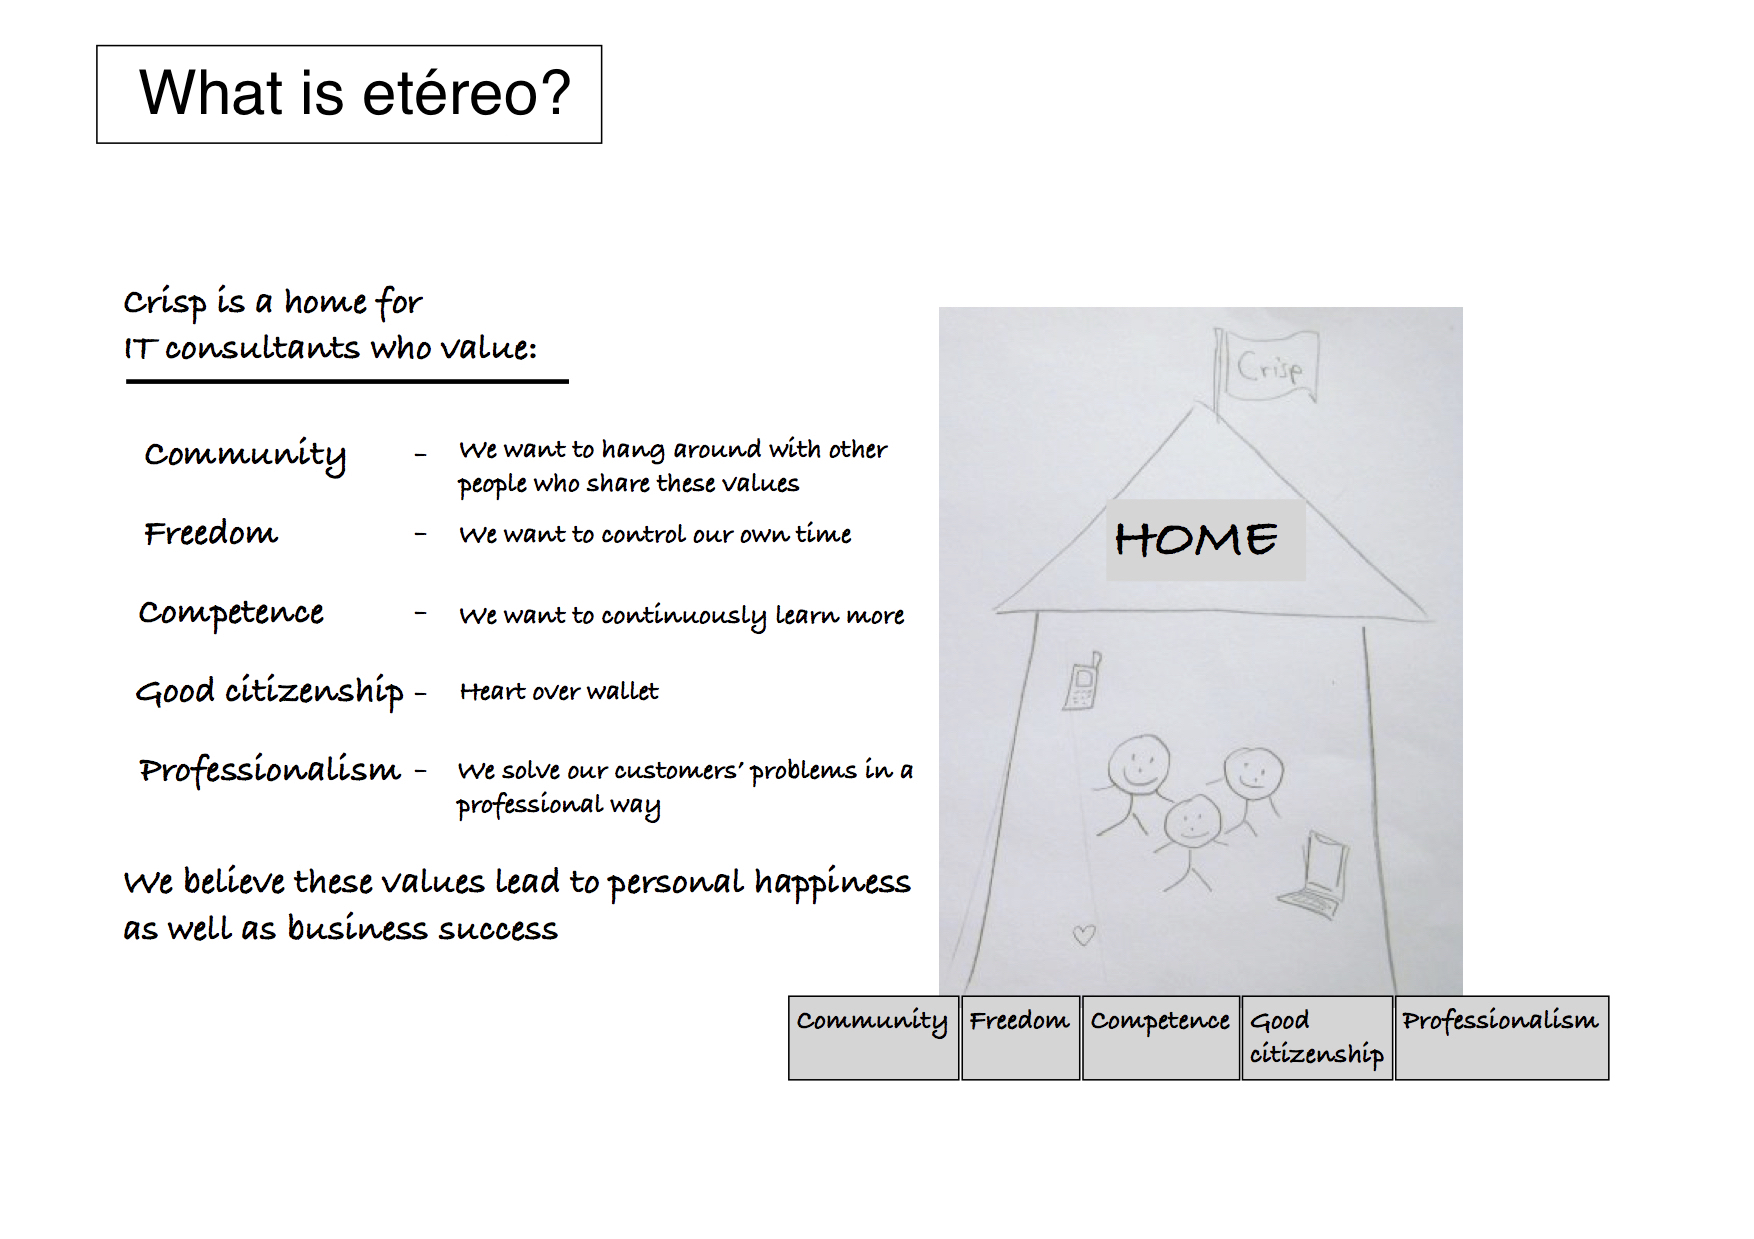 What is etéreo?
Crisp is a home for
IT consultants who value:
Community - We want to hang around with other
people who share these values
Freedom - We want to control our own time
Competence - We want to continuously learn more
Good citizenship - Heart over wallet
Professionalism - We solve our customers' problems in a
professional way
We believe these values lead to personal happiness
as well as business success
Crisp
HOME
Community Freedom Competence Good Professionalism
citizenship